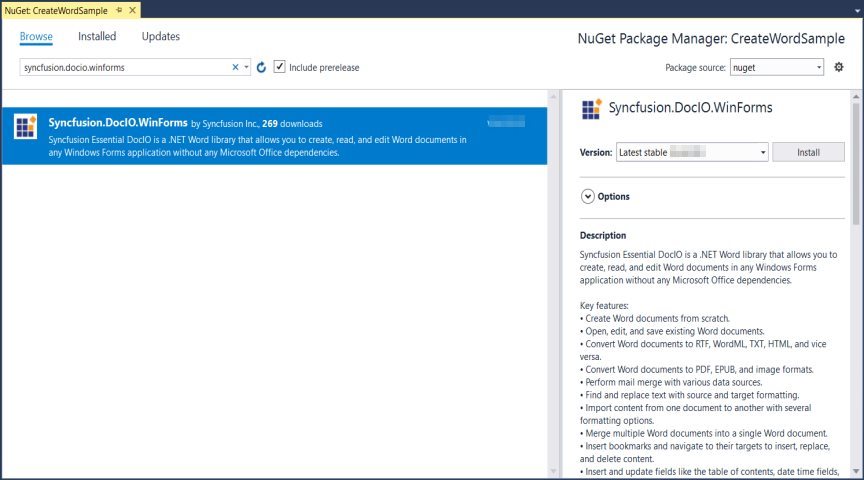 NuGet: CreateWordSample
Browse Installed Updates
NuGet Package Manager: CreateWordSample
syncfusion.docio.winforms
Include prerelease
Package source: nuget
Syncfusion.DocIO.WinForms by Syncfusion Inc., 269 downloads
Syncfusion Essential DocIO is a .NET Word library that allows you to create, read, and edit Word documents in
any Windows Forms application without any Microsoft Office dependencies.
Syncfusion.DocIO.WinForms
Version: Latest stable Install
Options
Description
Syncfusion Essential DocIO is a .NET Word library that allows you to
create, read, and edit Word documents in any Windows Forms
application without any Microsoft Office dependencies.
Key features:
• Create Word documents from scratch.
• Open, edit, and save existing Word documents.
• Convert Word documents to RTF, WordML, TXT, HTML, and vice
versa.
• Convert Word documents to PDF, EPUB, and image formats.
• Perform mail merge with various data sources.
• Find and replace text with source and target formatting.
• Import content from one document to another with several
formatting options.
• Merge multiple Word documents into a single Word document.
• Insert bookmarks and navigate to their targets to insert, replace,
and delete content.
• Insert and update fields like the table of contents, date time fields,